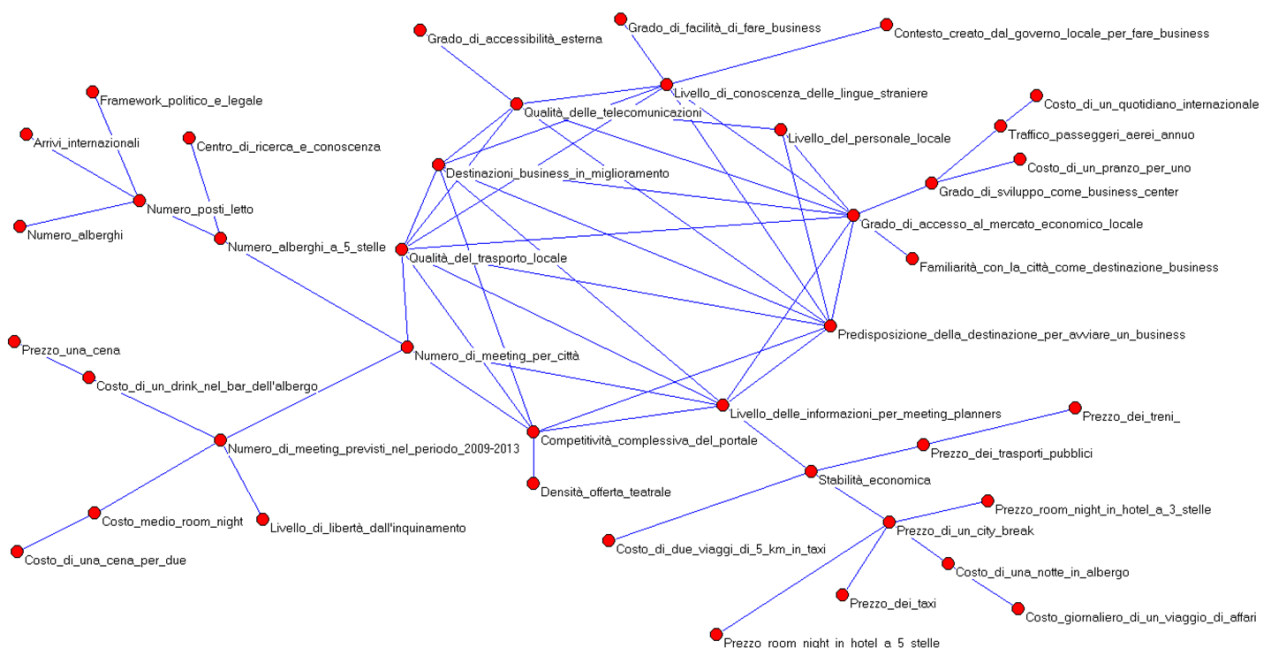 Grado_di_facilità_di_fare_business
Contesto_creato_dal_governo_locale_per_fare_business
Grado_di_accessibilità_esterna
Livello_di_conoscenza_delle_lingue_straniere
Framework_politico_e_legale
Costo_di_un_quotidiano_internazionale
Qualità_delle_telecomunicazioni
Traffico_passeggeri_aerei_annuo
Livello_del_personale_locale
Arrivi_internazionali
Centro_di_ricerca_e_conoscenza
Costo_di_un_pranzo_per_uno
Destinazioni_business_in_miglioramento
Grado_di_sviluppo_come_business_center
Numero_posti_letto
Grado_di_accesso_al_mercato_economico_locale
Numero_alberghi
Numero_alberghi_a_5_stelle
Qualità_del_trasporto_locale
Familiarità_con_la_città_come_destinazione_business
Predisposizione_della_destinazione_per_avviare_un_business
Prezzo_una_cena
Numero_di_meeting_per_città
Costo_di_un_drink_nel_bar_dell'albergo
Livello_delle_informazioni_per_meeting_planners
Prezzo_dei_treni_
Competitività_complessiva_del_portale
Numero_di_meeting_previsti_nel_periodo_2009-2013
Prezzo_dei_trasporti_pubblici
Stabilità_economica
Densità_offerta_teatrale
Prezzo_room_night_in_hotel_a_3_stelle
Costo_medio_room_night
Livello_di_libertà_dall'inquinamento
Prezzo_di_un_city_break
Costo_di_due_viaggi_di_5_km_in_taxi
Costo_di_una_cena_per_due
Costo_di_una_notte_in_albergo
Prezzo_dei_taxi
Costo_giornaliero_di_un_viaggio_di_affari
Prezzo_room_night_in_hotel_a_5_stelle